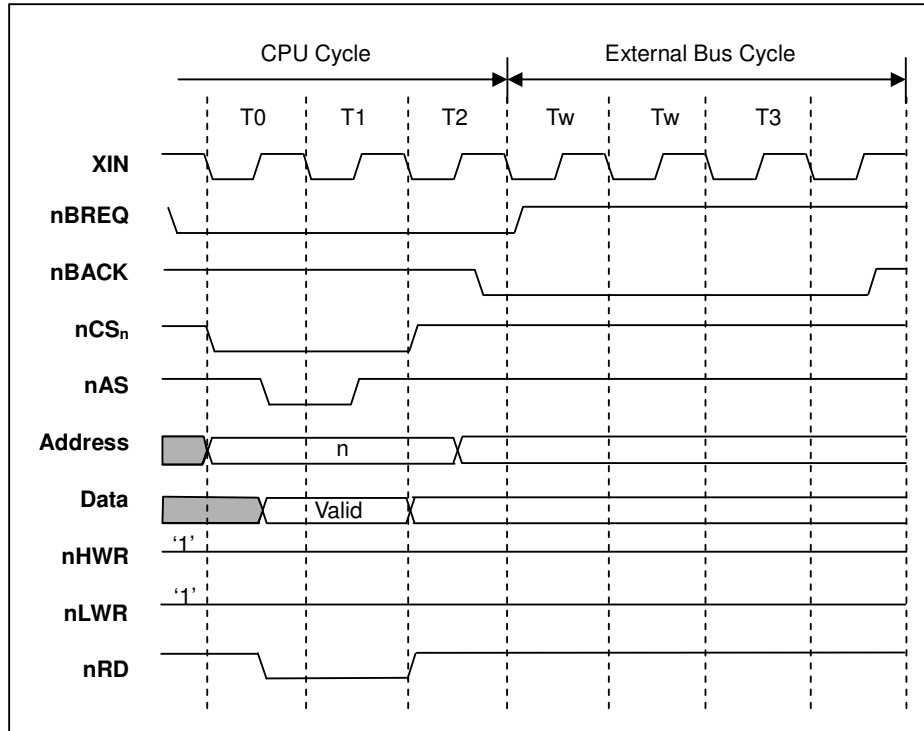 CPU Cycle External Bus Cycle
T0 T1 T2 Tw Tw T3
XIN
nBREQ
nBACK
nCSn
nAS
Address n
Data Valid
nHWR '1'
nLWR '1'
nRD